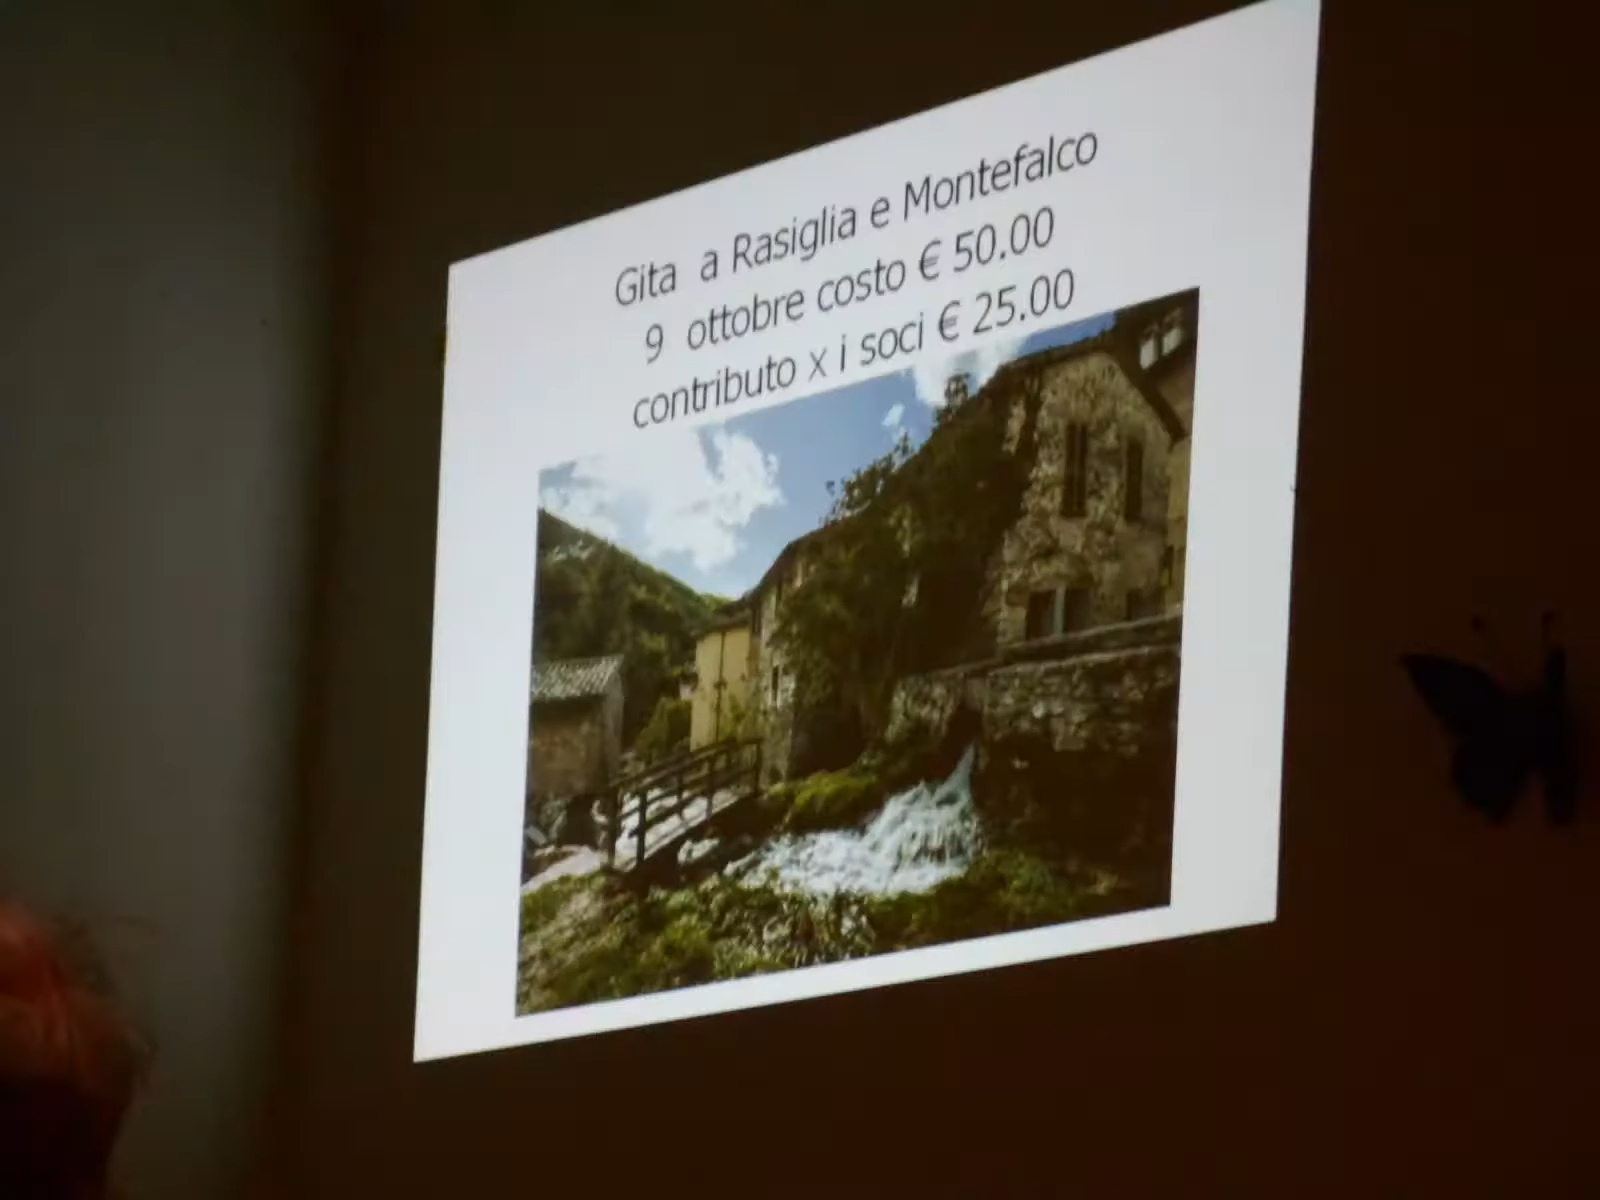 Gita a Rasiglia e Montefalco
9 ottobre costo € 50.00
contributo x i soci € 25.00